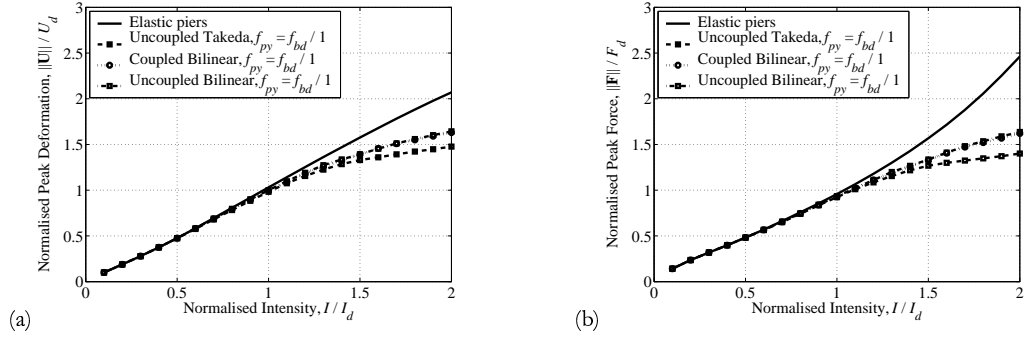 3
2.5
2
1.5
1
0.5
0
0 0.5 1 1.5 2
Normalised Peak Deformation, ||U|| / U_d
Normalised Intensity, I / I_d
Elastic piers
Uncoupled Takeda, f_py = f_bd / 1
Coupled Bilinear, f_py = f_bd / 1
Uncoupled Bilinear, f_py = f_bd / 1
(a)
3
2.5
2
1.5
1
0.5
0
0 0.5 1 1.5 2
Normalised Peak Force, ||F|| / F_d
Normalised Intensity, I / I_d
Elastic piers
Uncoupled Takeda, f_py = f_bd / 1
Coupled Bilinear, f_py = f_bd / 1
Uncoupled Bilinear, f_py = f_bd / 1
(b)